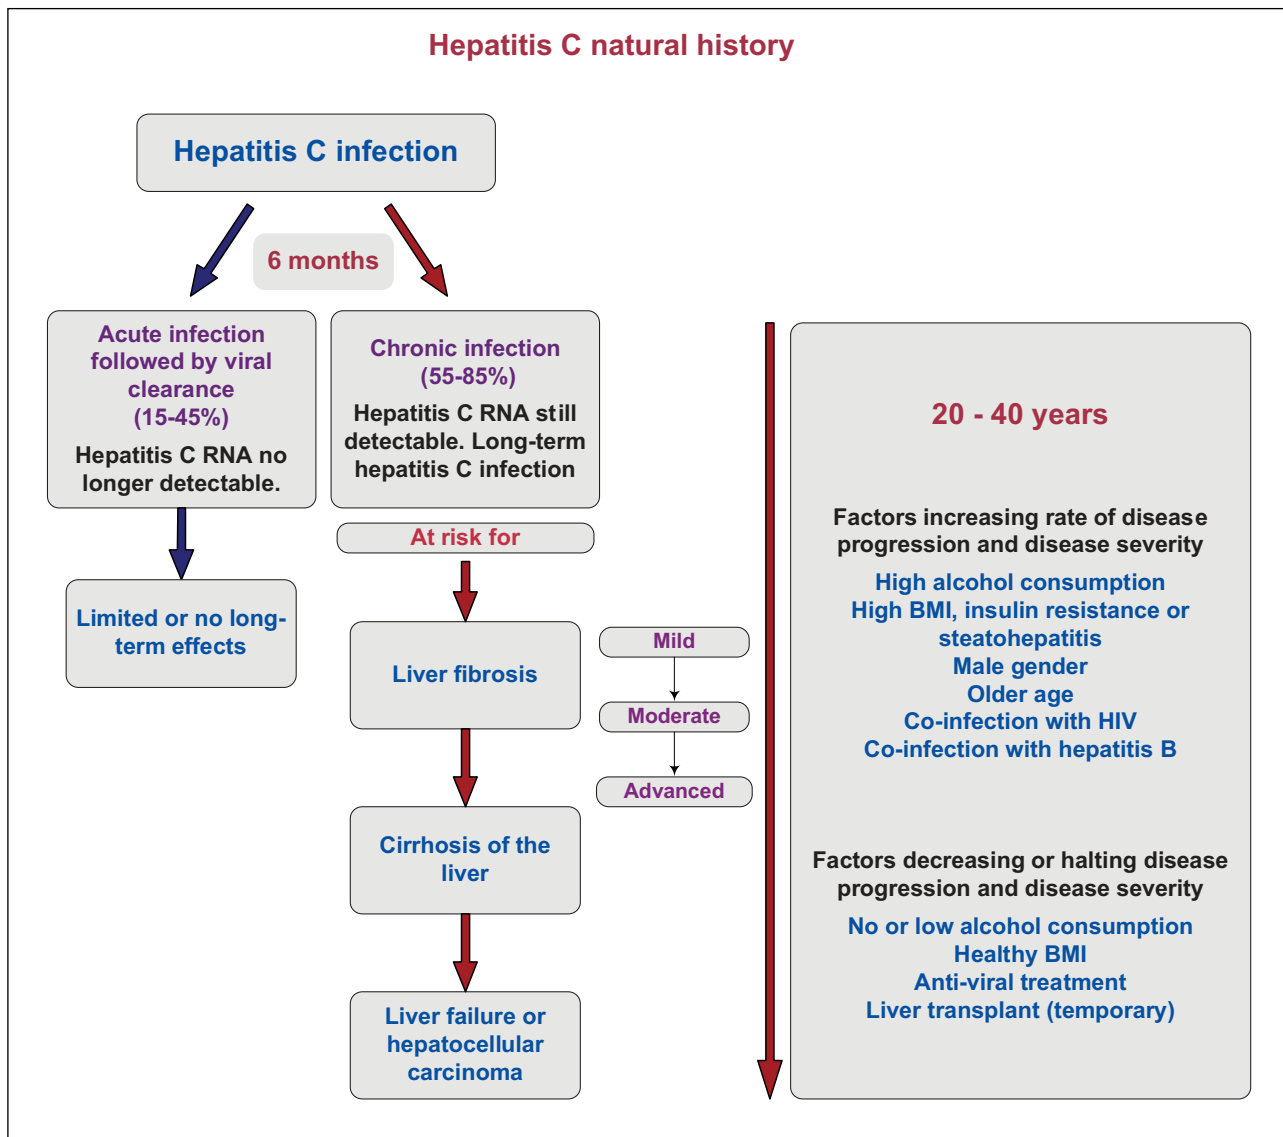 Hepatitis C natural history
Hepatitis C infection
6 months
Acute infection
followed by viral
clearance
(15-45%)
Hepatitis C RNA no
longer detectable.
Limited or no long-
term effects
Chronic infection
(55-85%)
Hepatitis C RNA still
detectable. Long-term
hepatitis C infection
At risk for
Liver fibrosis
Mild
Moderate
Advanced
Cirrhosis of the
liver
Liver failure or
hepatocellular
carcinoma
20 - 40 years
Factors increasing rate of disease
progression and disease severity
High alcohol consumption
High BMI, insulin resistance or
steatohepatitis
Male gender
Older age
Co-infection with HIV
Co-infection with hepatitis B
Factors decreasing or halting disease
progression and disease severity
No or low alcohol consumption
Healthy BMI
Anti-viral treatment
Liver transplant (temporary)